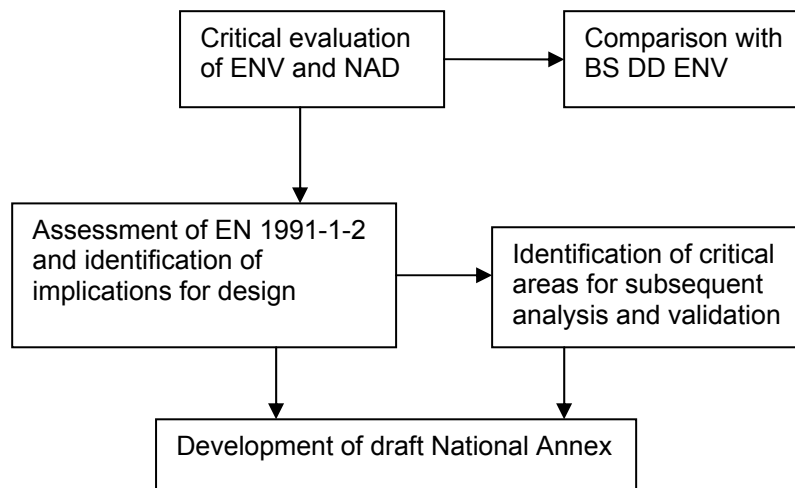 Critical evaluation
of ENV and NAD
Comparison with
BS DD ENV
Assessment of EN 1991-1-2
and identification of
implications for design
Identification of critical
areas for subsequent
analysis and validation
Development of draft National Annex